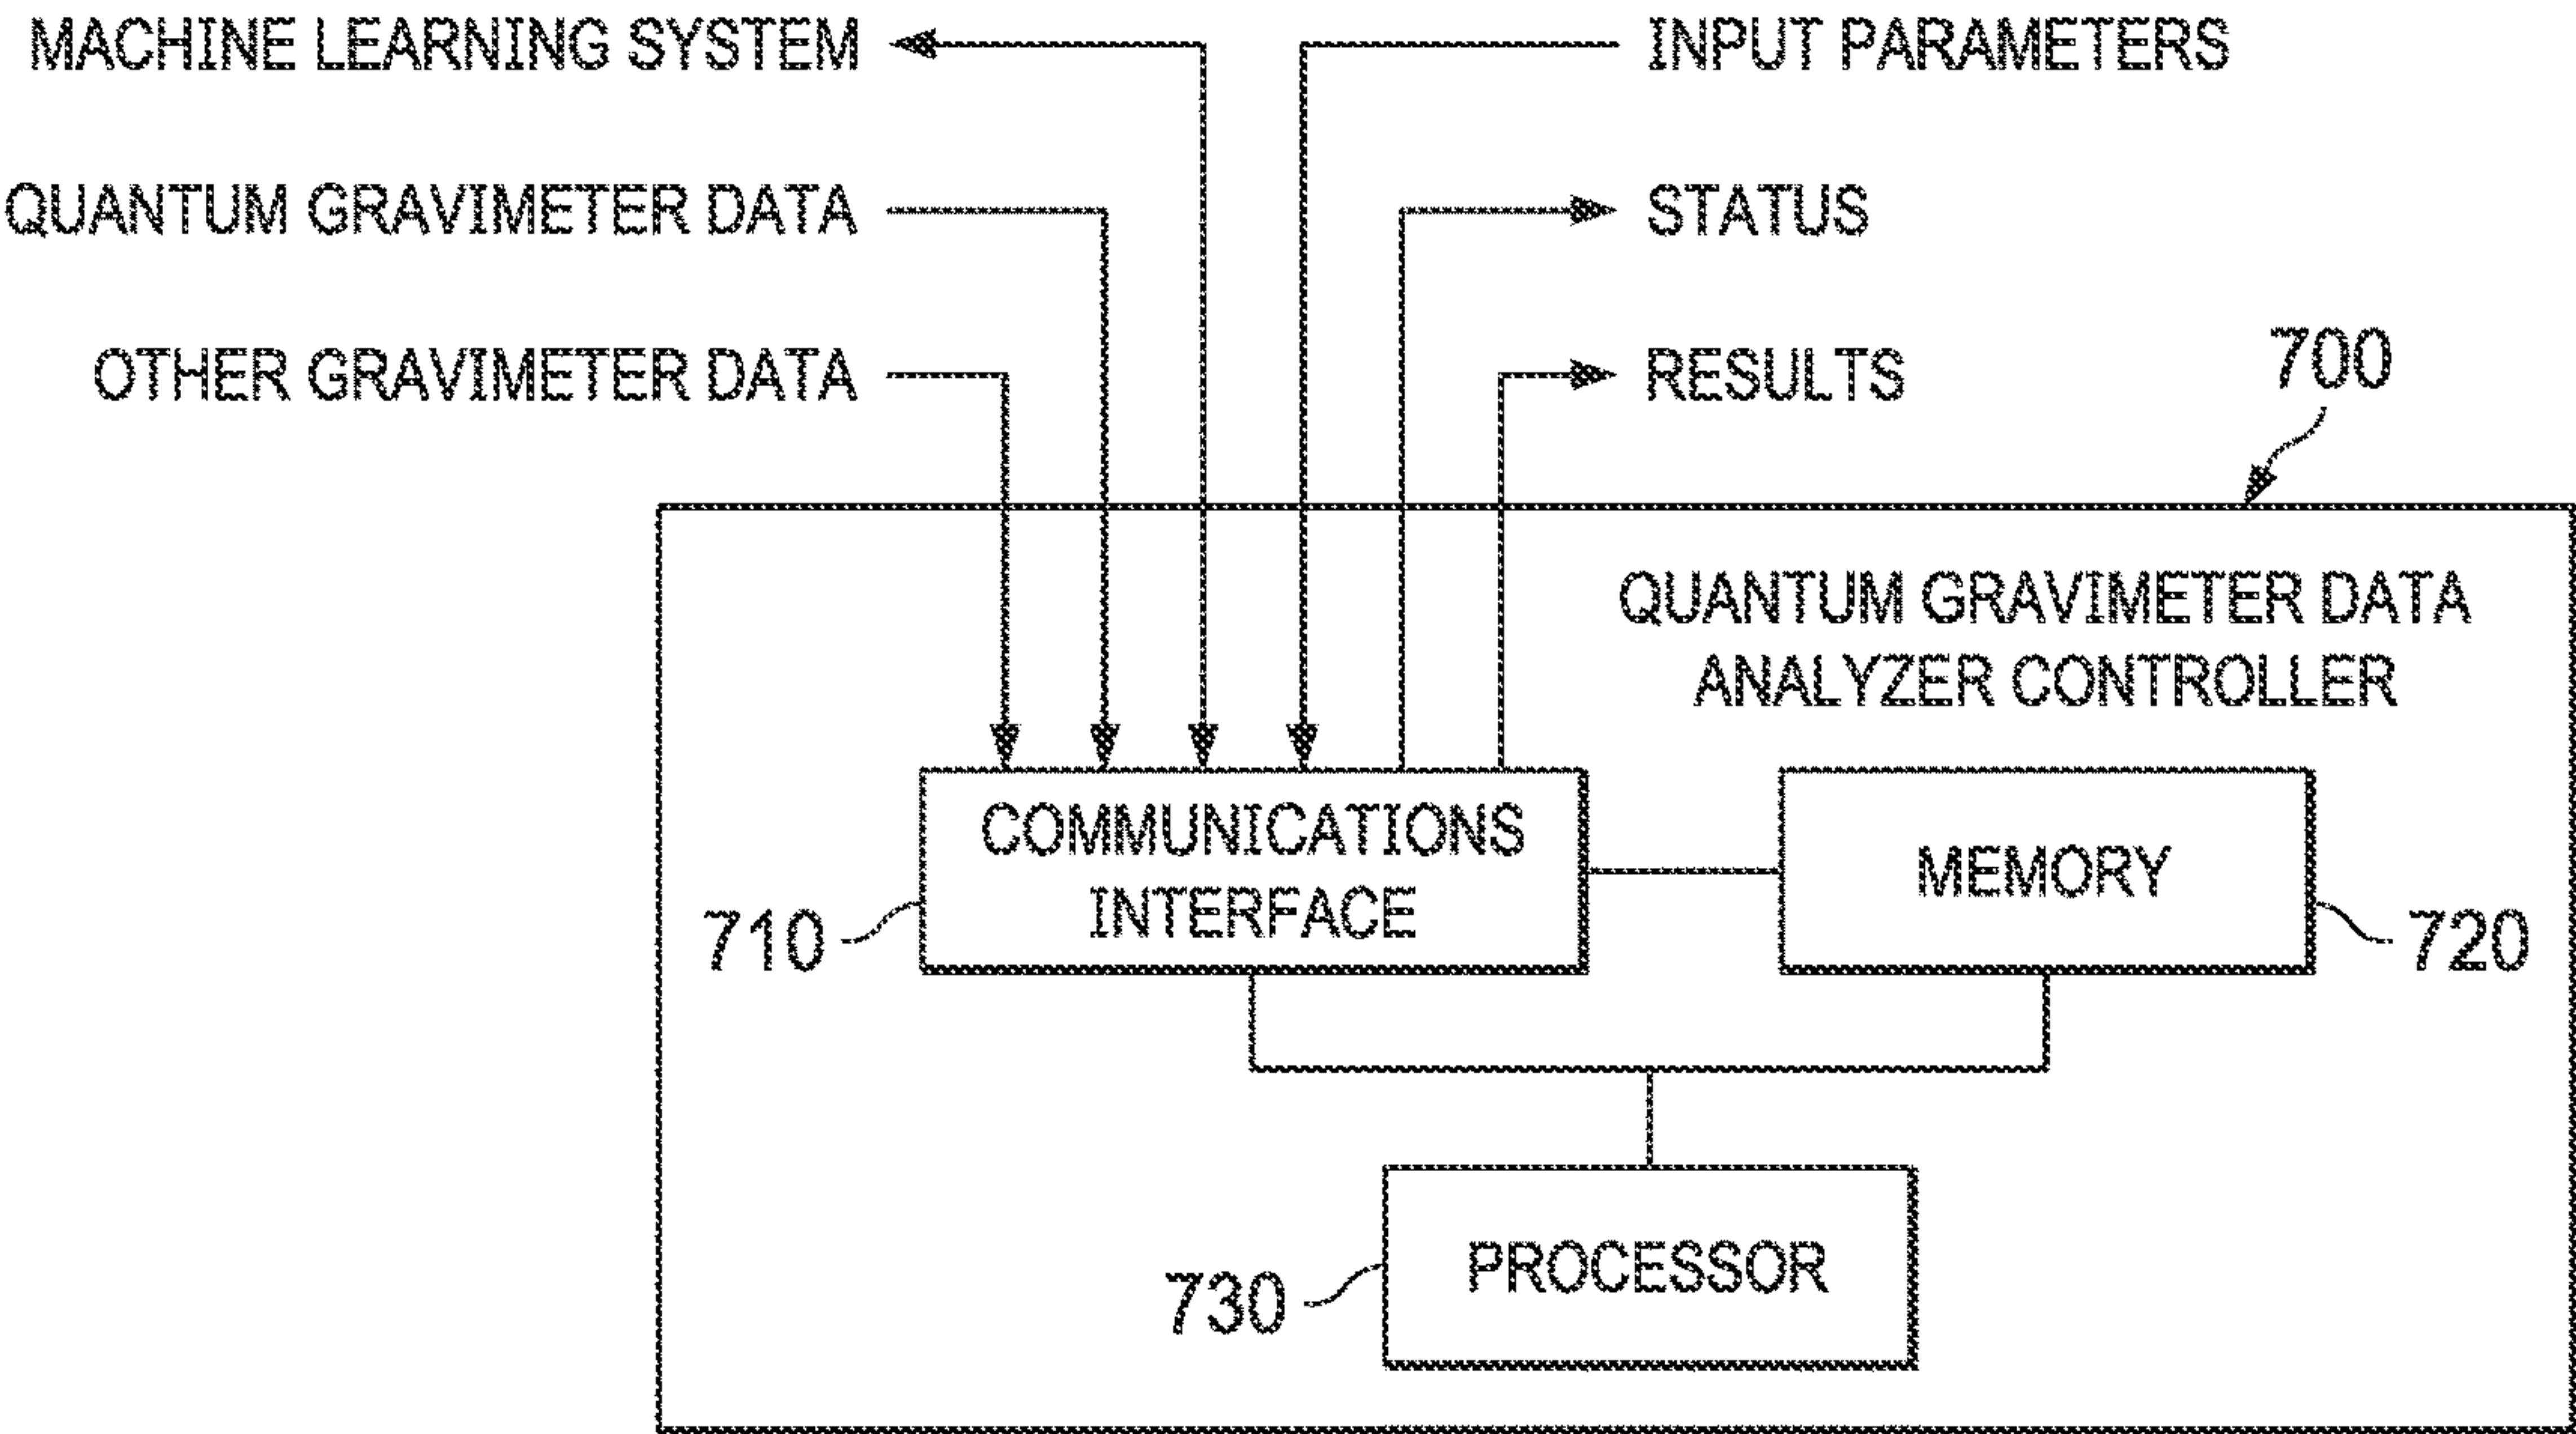 MACHINE LEARNING SYSTEM
INPUT PARAMETERS
QUANTUM GRAVIMETER DATA
STATUS
OTHER GRAVIMETER DATA
RESULTS
700
QUANTUM GRAVIMETER DATA
ANALYZER CONTROLLER
COMMUNICATIONS
INTERFACE
MEMORY
710
720
PROCESSOR
730